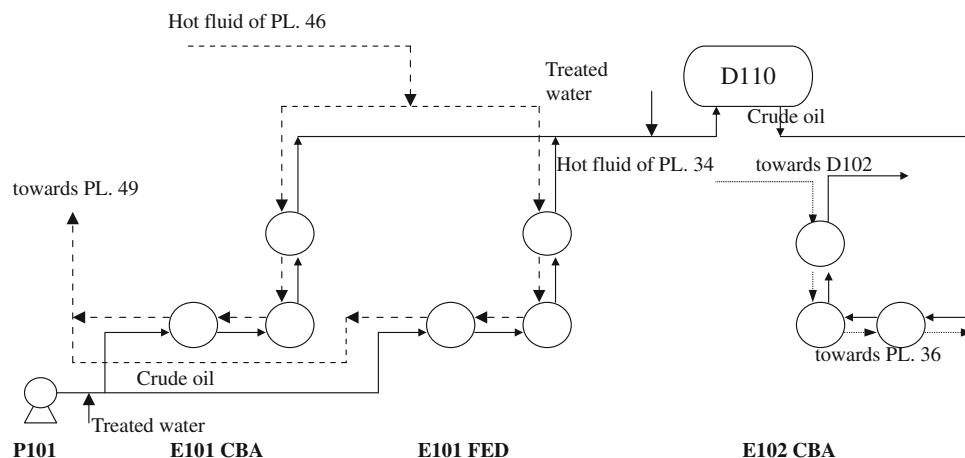 Hot fluid of PL. 46
Treated
water
D110
Crude oil
Hot fluid of PL. 34
towards D102
towards PL. 49
towards PL. 36
Crude oil
Treated water
P101
E101 CBA
E101 FED
E102 CBA